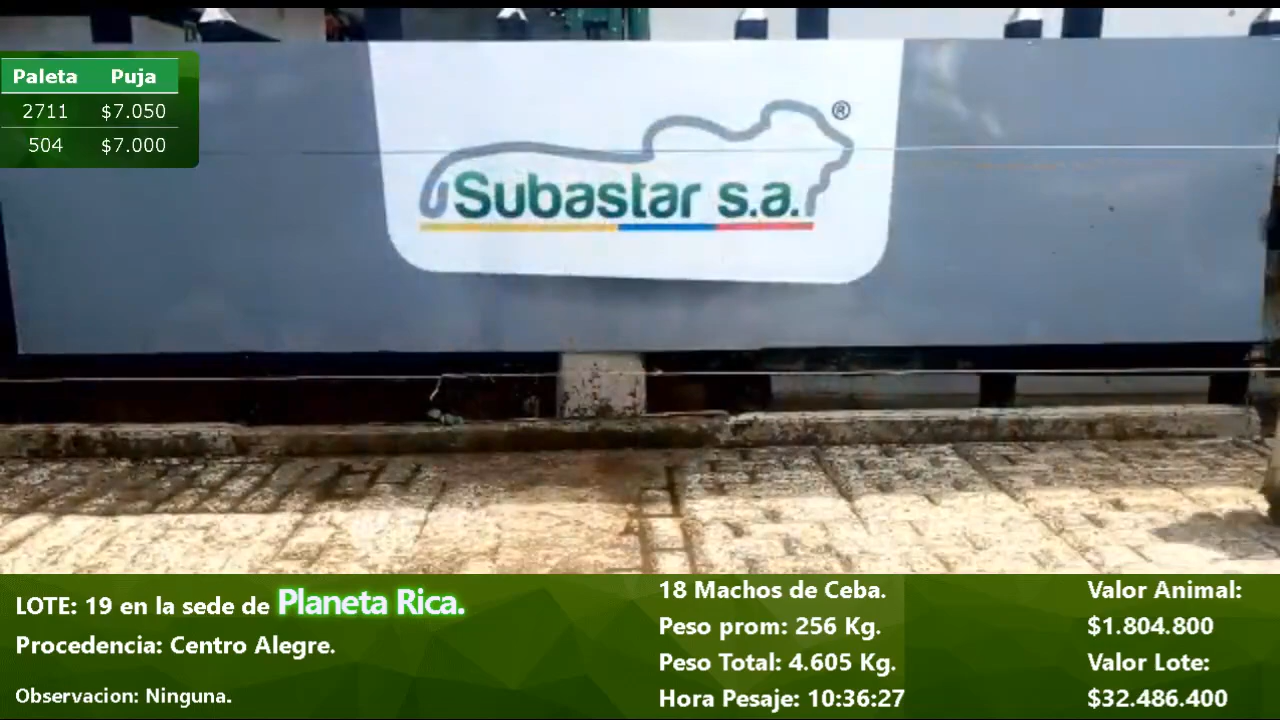 Paleta Puja
2711 $7.050
504 $7.000
®
Subastar s.a.
LOTE: 19 en la sede de Planeta Rica.
Procedencia: Centro Alegre.
Observacion: Ninguna.
18 Machos de Ceba.
Peso prom: 256 Kg.
Peso Total: 4.605 Kg.
Hora Pesaje: 10:36:27
Valor Animal:
$1.804.800
Valor Lote:
$32.486.400